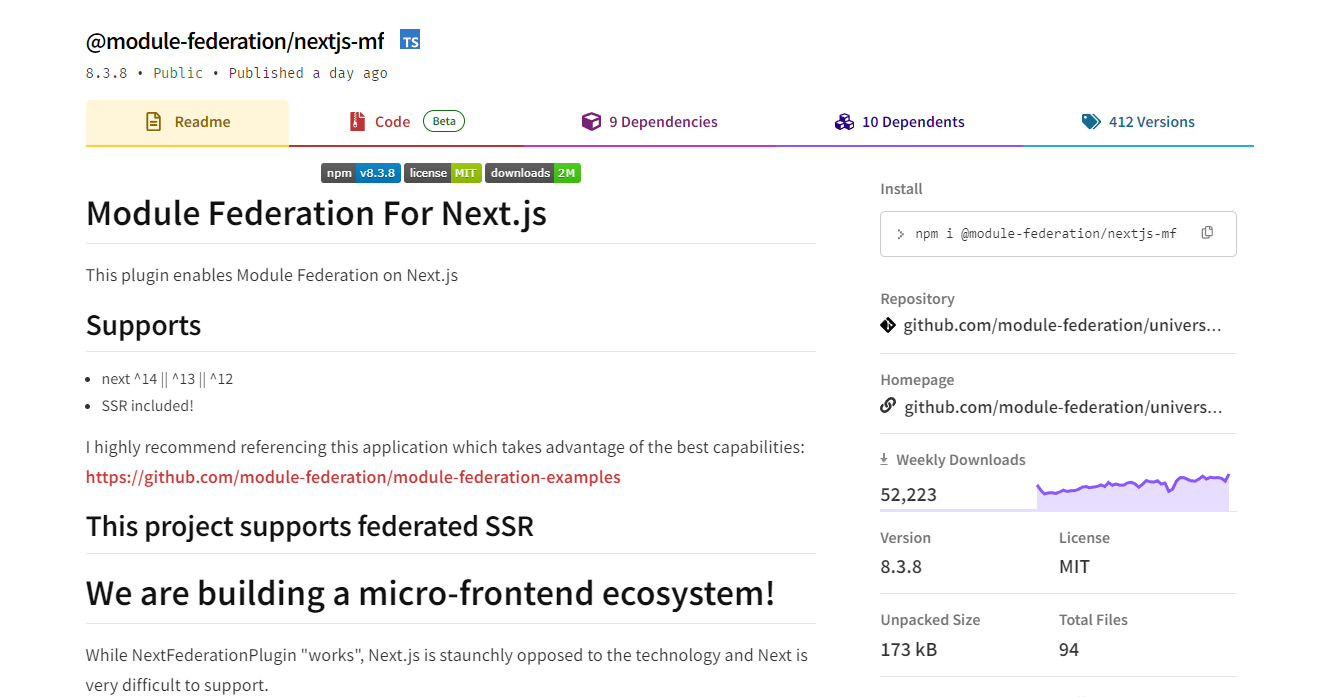 @module-federation/nextjs-mf TS
8.3.8 • Public • Published a day ago
Readme
Code Beta
9 Dependencies
10 Dependents
412 Versions
npm v8.3.8 license MIT downloads 2M
Module Federation For Next.js
This plugin enables Module Federation on Next.js
Supports
• next ^14 || ^13 || ^12
• SSR included!
I highly recommend referencing this application which takes advantage of the best capabilities:
https://github.com/module-federation/module-federation-examples
This project supports federated SSR
We are building a micro-frontend ecosystem!
While NextFederationPlugin "works", Next.js is staunchly opposed to the technology and Next is
very difficult to support.
Install
> npm i @module-federation/nextjs-mf
Repository
github.com/module-federation/univers...
Homepage
github.com/module-federation/univers...
Weekly Downloads
52,223
Version
8.3.8
License
MIT
Unpacked Size
173 kB
Total Files
94